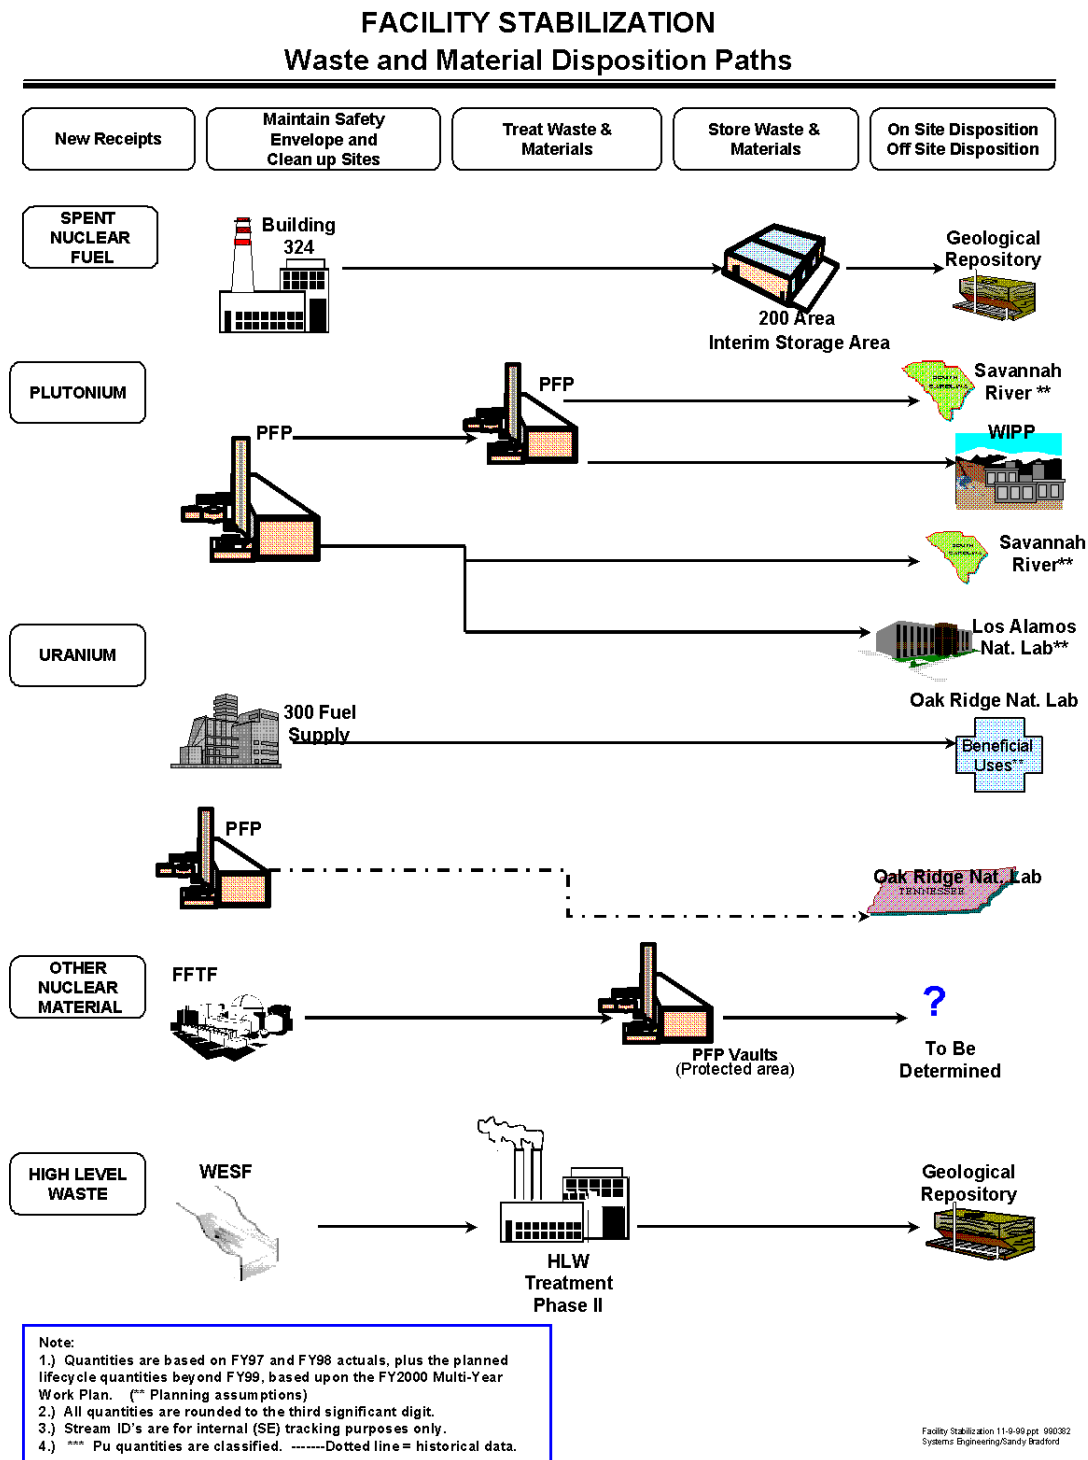 FACILITY STABILIZATION
Waste and Material Disposition Paths
New Receipts
Maintain Safety
Envelope and
Clean up Sites
Treat Waste &
Materials
Store Waste &
Materials
On Site Disposition
Off Site Disposition
SPENT
NUCLEAR
FUEL
Building
324
200 Area
Interim Storage Area
Geological
Repository
PLUTONIUM
PFP
PFP
SOUTH
CAROLINA
Savannah
River **
WIPP
SOUTH
CAROLINA
Savannah
River**
Los Alamos
Nat. Lab**
URANIUM
300 Fuel
Supply
Oak Ridge Nat. Lab
Beneficial
Uses**
PFP
Oak Ridge Nat. Lab
TENNESSEE
OTHER
NUCLEAR
MATERIAL
FFTF
PFP Vaults
(Protected area)
?
To Be
Determined
HIGH LEVEL
WASTE
WESF
HLW
Treatment
Phase II
Geological
Repository
Note:
1.) Quantities are based on FY97 and FY98 actuals, plus the planned
lifecycle quantities beyond FY99, based upon the FY2000 Multi-Year
Work Plan. (** Planning assumptions)
2.) All quantities are rounded to the third significant digit.
3.) Stream ID's are for internal (SE) tracking purposes only.
4.) *** Pu quantities are classified. -------Dotted line = historical data.
Facility Stabilization 11-9-99.ppt 990382
Systems Engineering/Sandy Bradford